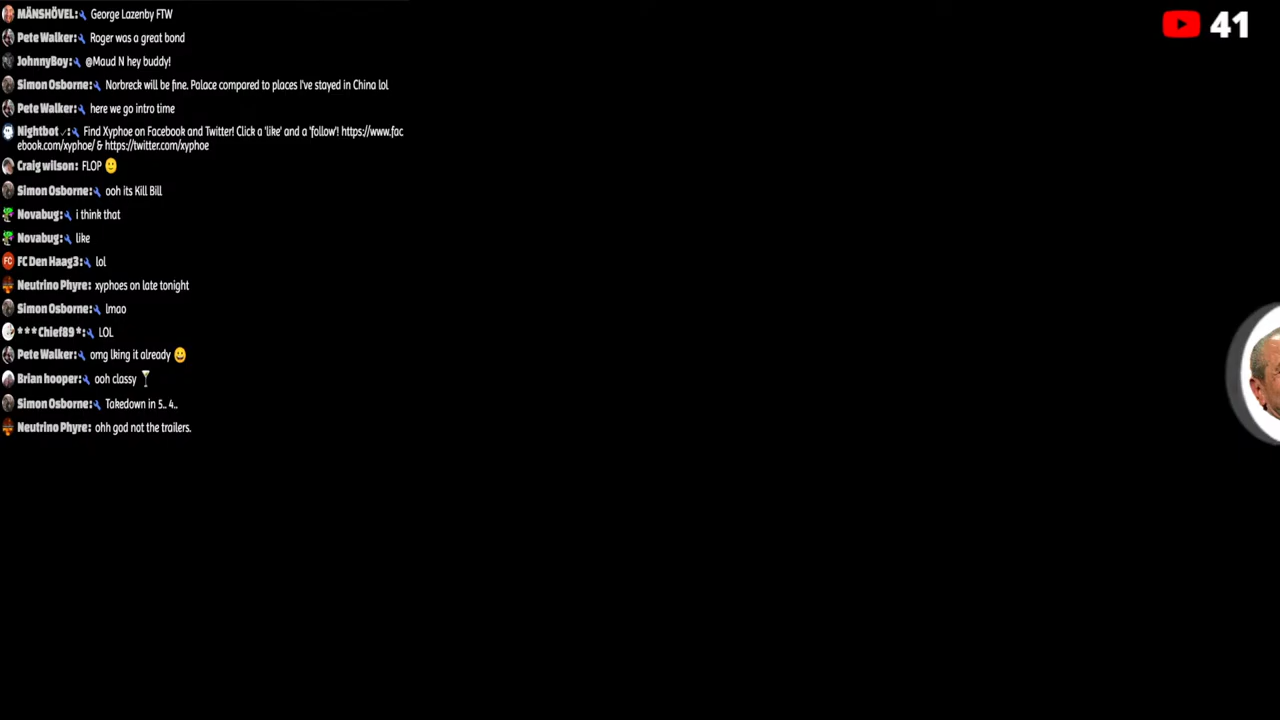 MÄNSHÖVEL: George Lazenby FTW
41
Pete Walker: Roger was a great bond
JohnnyBoy: @Maud N hey buddy!
Simon Osborne: Norbreck will be fine. Palace compared to places I've stayed in China lol
Pete Walker: here we go intro time
Nightbot ✓: Find Xyphoe on Facebook and Twitter! Click a 'like' and a 'follow'! https://www.fac
ebook.com/xyphoe/ & https://twitter.com/xyphoe
Craig wilson: FLOP 🙂
Simon Osborne: ooh its Kill Bill
Novabug: i think that
Novabug: like
FC FC Den Haag3: lol
Neutrino Phyre: xyphoes on late tonight
Simon Osborne: lmao
***Chief89*: LOL
Pete Walker: omg lking it already 😀
Brian hooper: ooh classy 🍸
Simon Osborne: Takedown in 5.. 4..
Neutrino Phyre: ohh god not the trailers.